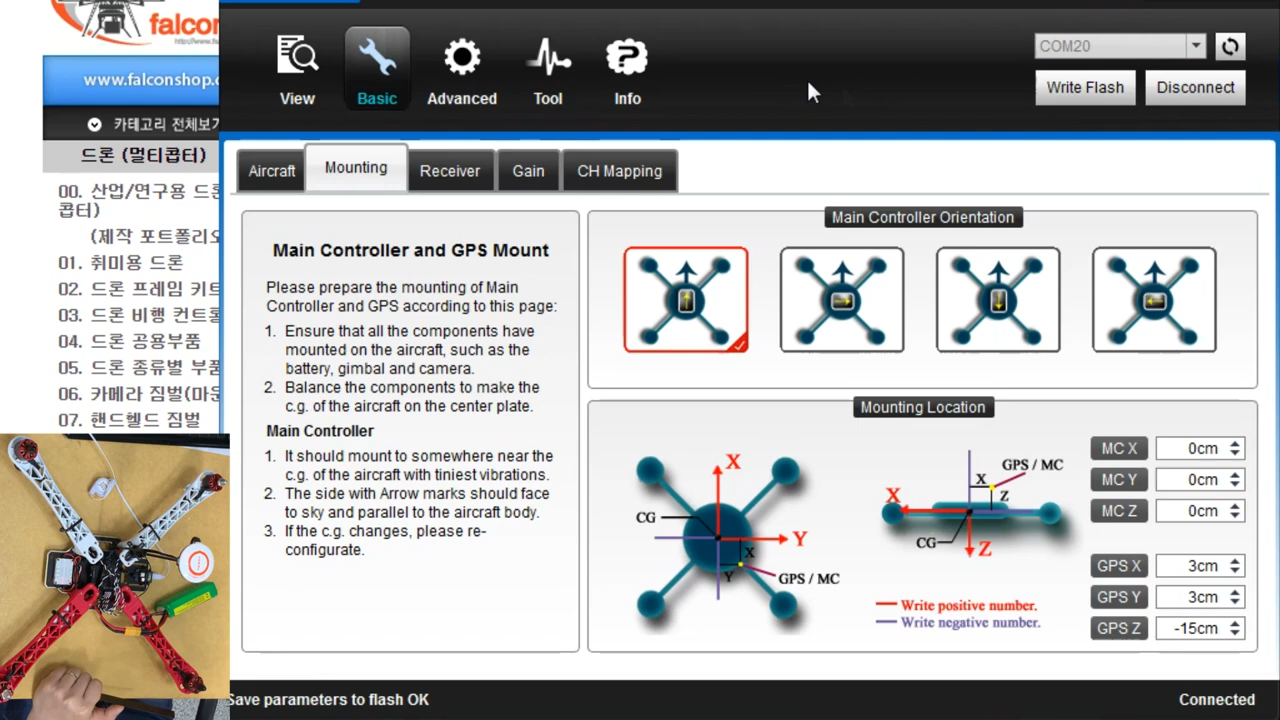 falcon
www.falconshop.c
카테고리 전체보기
드론 (멀티콥터)
00. 산업/연구용 드론
콥터)
(제작 포트폴리오
01. 취미용 드론
02. 드론 프레임 키트
03. 드론 비행 컨트롤
04. 드론 공용부품
05. 드론 종류별 부품
06. 카메라 짐벌(마운
07. 핸드헬드 짐벌
View
Basic
Advanced
Tool
Info
COM20
Write Flash
Disconnect
Aircraft
Mounting
Receiver
Gain
CH Mapping
Main Controller and GPS Mount
Please prepare the mounting of Main
Controller and GPS according to this page:
1. Ensure that all the components have
mounted on the aircraft, such as the
battery, gimbal and camera.
2. Balance the components to make the
c.g. of the aircraft on the center plate.
Main Controller
1. It should mount to somewhere near the
c.g. of the aircraft with tiniest vibrations.
2. The side with Arrow marks should face
to sky and parallel to the aircraft body.
3. If the c.g. changes, please re-
configurate.
Main Controller Orientation
Mounting Location
X
CG
Y
X
Y
GPS / MC
GPS / MC
X
X
Z
CG
Z
Write positive number.
Write negative number.
MC X 0cm
MC Y 0cm
MC Z 0cm
GPS X 3cm
GPS Y 3cm
GPS Z -15cm
Save parameters to flash OK
Connected